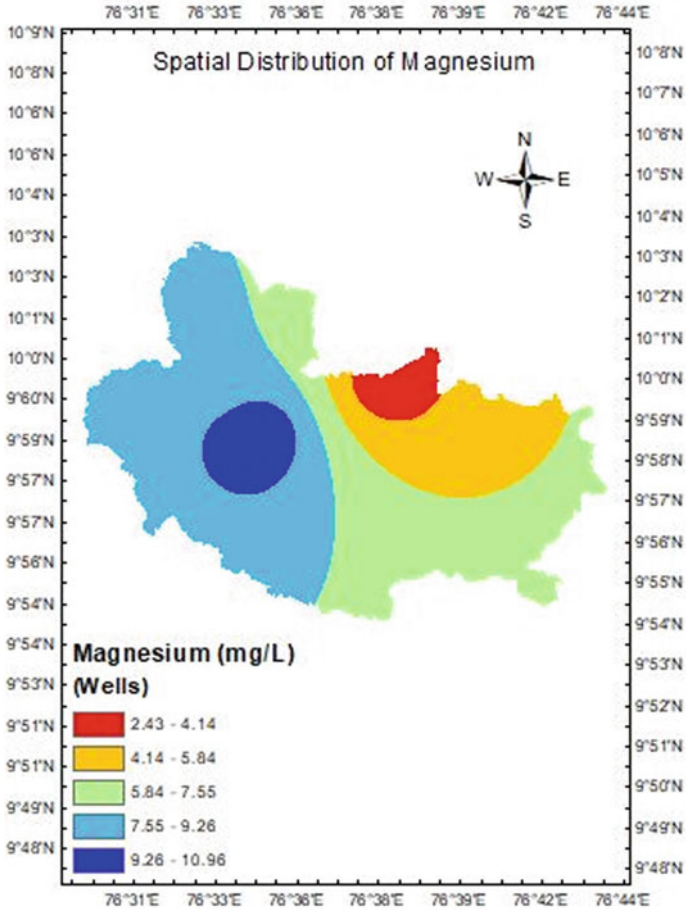 76°31'E 76°33'E 76°36'E 76°38'E 76°39'E 76°42'E 76°44'E
10°9'N
10°8'N
10°7'N
10°6'N
10°4'N
10°3'N
10°3'N
10°1'N
10°0'N
9°60'N
9°59'N
9°57'N
9°57'N
9°56'N
9°54'N
9°54'N
9°53'N
9°51'N
9°51'N
9°49'N
9°48'N
Spatial Distribution of Magnesium
N
W E
S
Magnesium (mg/L)
(Wells)
2.43 - 4.14
4.14 - 5.84
5.84 - 7.55
7.55 - 9.26
9.26 - 10.96
10°8'N
10°7'N
10°6'N
10°5'N
10°4'N
10°3'N
10°2'N
10°1'N
10°0'N
9°59'N
9°58'N
9°57'N
9°56'N
9°55'N
9°54'N
9°53'N
9°52'N
9°51'N
9°50'N
9°49'N
9°48'N
76°31'E 76°33'E 76°36'E 76°38'E 76°39'E 76°42'E 76°44'E